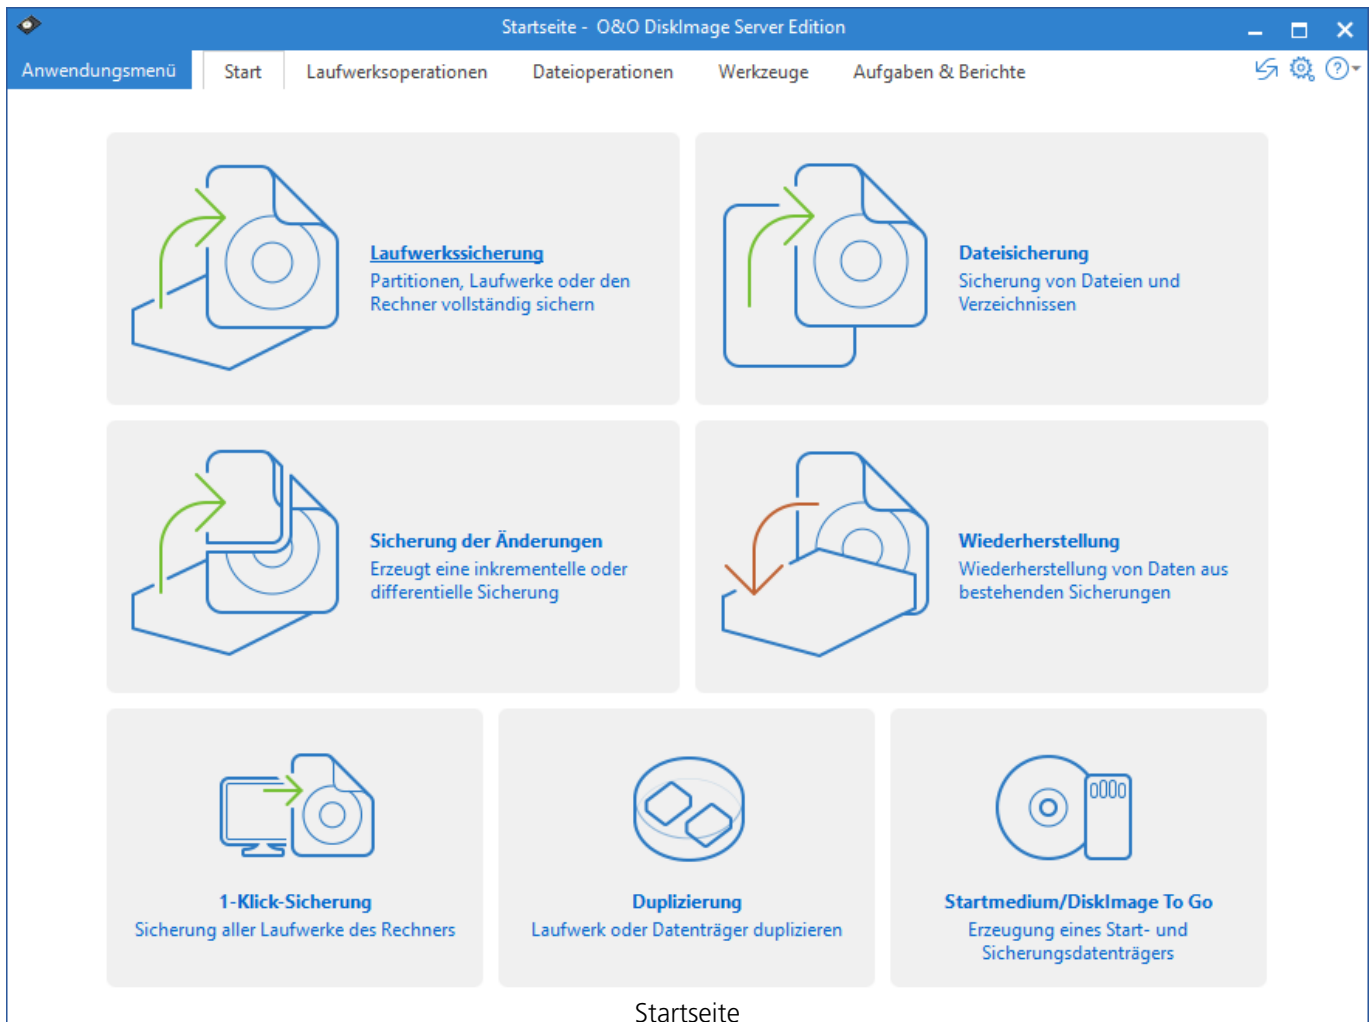 Startseite - O&O DiskImage Server Edition
Anwendungsmenü Start Laufwerksoperationen Dateioperationen Werkzeuge Aufgaben & Berichte
Laufwerkssicherung
Partitionen, Laufwerke oder den
Rechner vollständig sichern
Dateisicherung
Sicherung von Dateien und
Verzeichnissen
Sicherung der Änderungen
Erzeugt eine inkrementelle oder
differentielle Sicherung
Wiederherstellung
Wiederherstellung von Daten aus
bestehenden Sicherungen
1-Klick-Sicherung
Sicherung aller Laufwerke des Rechners
Duplizierung
Laufwerk oder Datenträger duplizieren
Startmedium/DiskImage To Go
Erzeugung eines Start- und
Sicherungsdatenträgers
Startseite